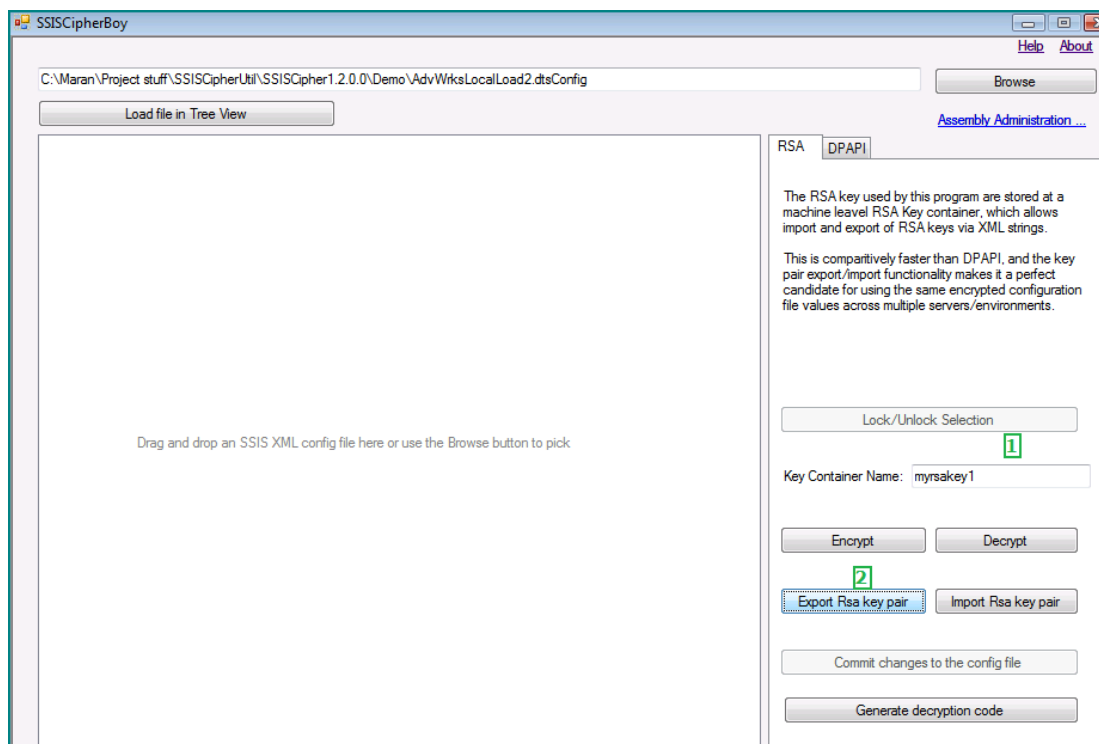 SSISCipherBoy
Help About
C:\Maran\Project stuff\SSISCipherUtil\SSISCipher1.2.0.0\Demo\AdvWrksLocalLoad2.dtsConfig
Browse
Load file in Tree View
Assembly Administration ...
RSA DPAPI
The RSA key used by this program are stored at a
machine leavel RSA Key container, which allows
import and export of RSA keys via XML strings.
This is comparitively faster than DPAPI, and the key
pair export/import functionality makes it a perfect
candidate for using the same encrypted configuration
file values across multiple servers/environments.
Lock/Unlock Selection
Drag and drop an SSIS XML config file here or use the Browse button to pick
1
Key Container Name: myrsakey1
Encrypt Decrypt
2
Export Rsa key pair Import Rsa key pair
Commit changes to the config file
Generate decryption code